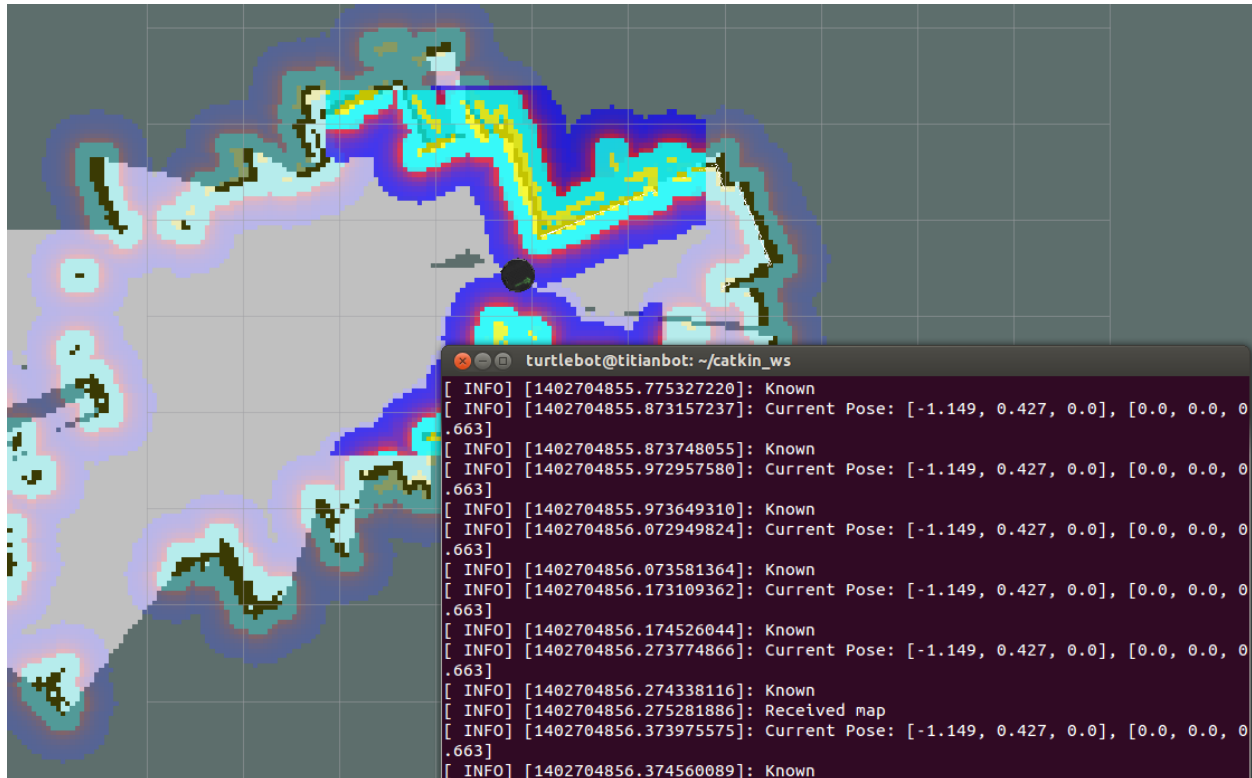 turtlebot@titianbot: ~/catkin_ws
[ INFO] [1402704855.775327220]: Known
[ INFO] [1402704855.873157237]: Current Pose: [-1.149, 0.427, 0.0], [0.0, 0.0, 0
.663]
[ INFO] [1402704855.873748055]: Known
[ INFO] [1402704855.972957580]: Current Pose: [-1.149, 0.427, 0.0], [0.0, 0.0, 0
.663]
[ INFO] [1402704855.973649310]: Known
[ INFO] [1402704856.072949824]: Current Pose: [-1.149, 0.427, 0.0], [0.0, 0.0, 0
.663]
[ INFO] [1402704856.073581364]: Known
[ INFO] [1402704856.173109362]: Current Pose: [-1.149, 0.427, 0.0], [0.0, 0.0, 0
.663]
[ INFO] [1402704856.174526044]: Known
[ INFO] [1402704856.273774866]: Current Pose: [-1.149, 0.427, 0.0], [0.0, 0.0, 0
.663]
[ INFO] [1402704856.274338116]: Known
[ INFO] [1402704856.275281886]: Received map
[ INFO] [1402704856.373975575]: Current Pose: [-1.149, 0.427, 0.0], [0.0, 0.0, 0
.663]
[ INFO] [1402704856.374560089]: Known